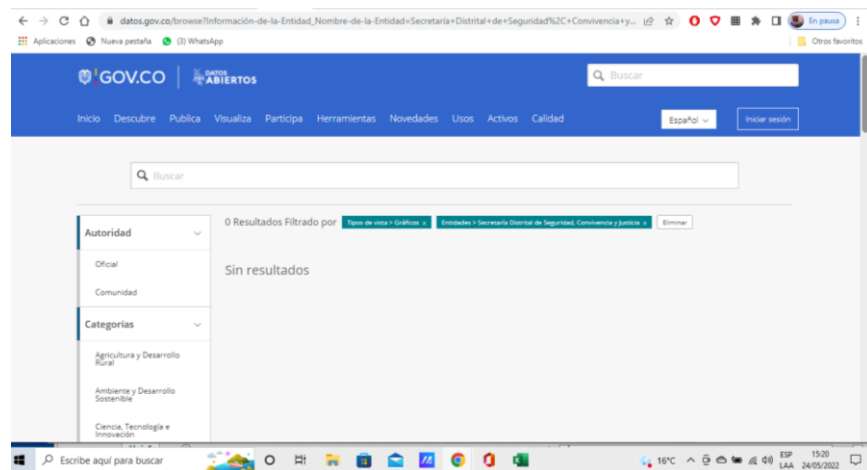 datos.gov.co/browse?Información-de-la-Entidad_Nombre-de-la-Entidad=Secretaría+Distrital+de+Seguridad%2C+Convivencia+y...
En pausa
Aplicaciones Nueva pestaña (3) WhatsApp Otros favoritos
GOV.CO DATOS ABIERTOS Buscar
Inicio Descubre Publica Visualiza Participa Herramientas Novedades Usos Activos Calidad Español Iniciar sesión
Buscar
0 Resultados Filtrado por Tipos de vista > Gráficos x Entidades > Secretaría Distrital de Seguridad, Convivencia y Justicia x Eliminar
Sin resultados
Autoridad
Oficial
Comunidad
Categorías
Agricultura y Desarrollo
Rural
Ambiente y Desarrollo
Sostenible
Ciencia, Tecnología e
Innovación
Escribe aquí para buscar
16°C ESP 15:20
LAA 24/05/2022